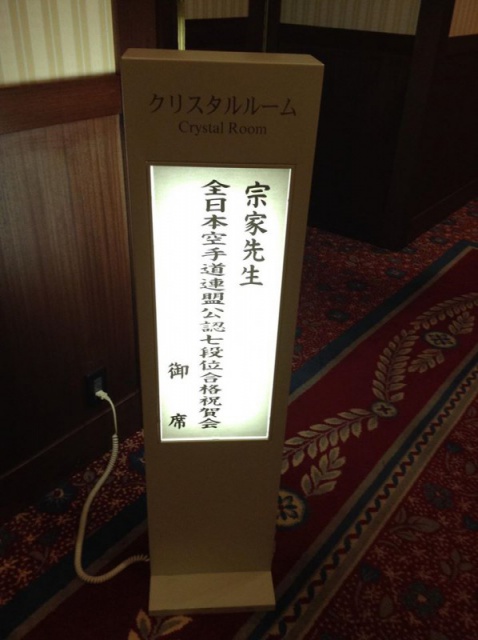 クリスタルルーム
Crystal Room
宗家先生
全日本空手道連盟公認七段位合格祝賀会
御席